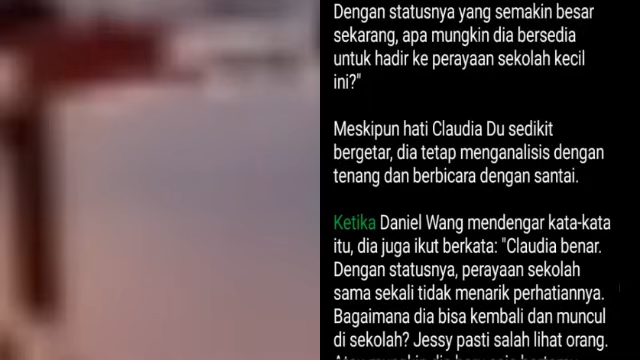 Dengan statusnya yang semakin besar
sekarang, apa mungkin dia bersedia
untuk hadir ke perayaan sekolah kecil
ini?"
Meskipun hati Claudia Du sedikit
bergetar, dia tetap menganalisis dengan
tenang dan berbicara dengan santai.
Ketika Daniel Wang mendengar kata-kata
itu, dia juga ikut berkata: "Claudia benar.
Dengan statusnya, perayaan sekolah
sama sekali tidak menarik perhatiannya.
Bagaimana dia bisa kembali dan muncul
di sekolah? Jessy pasti salah lihat orang.